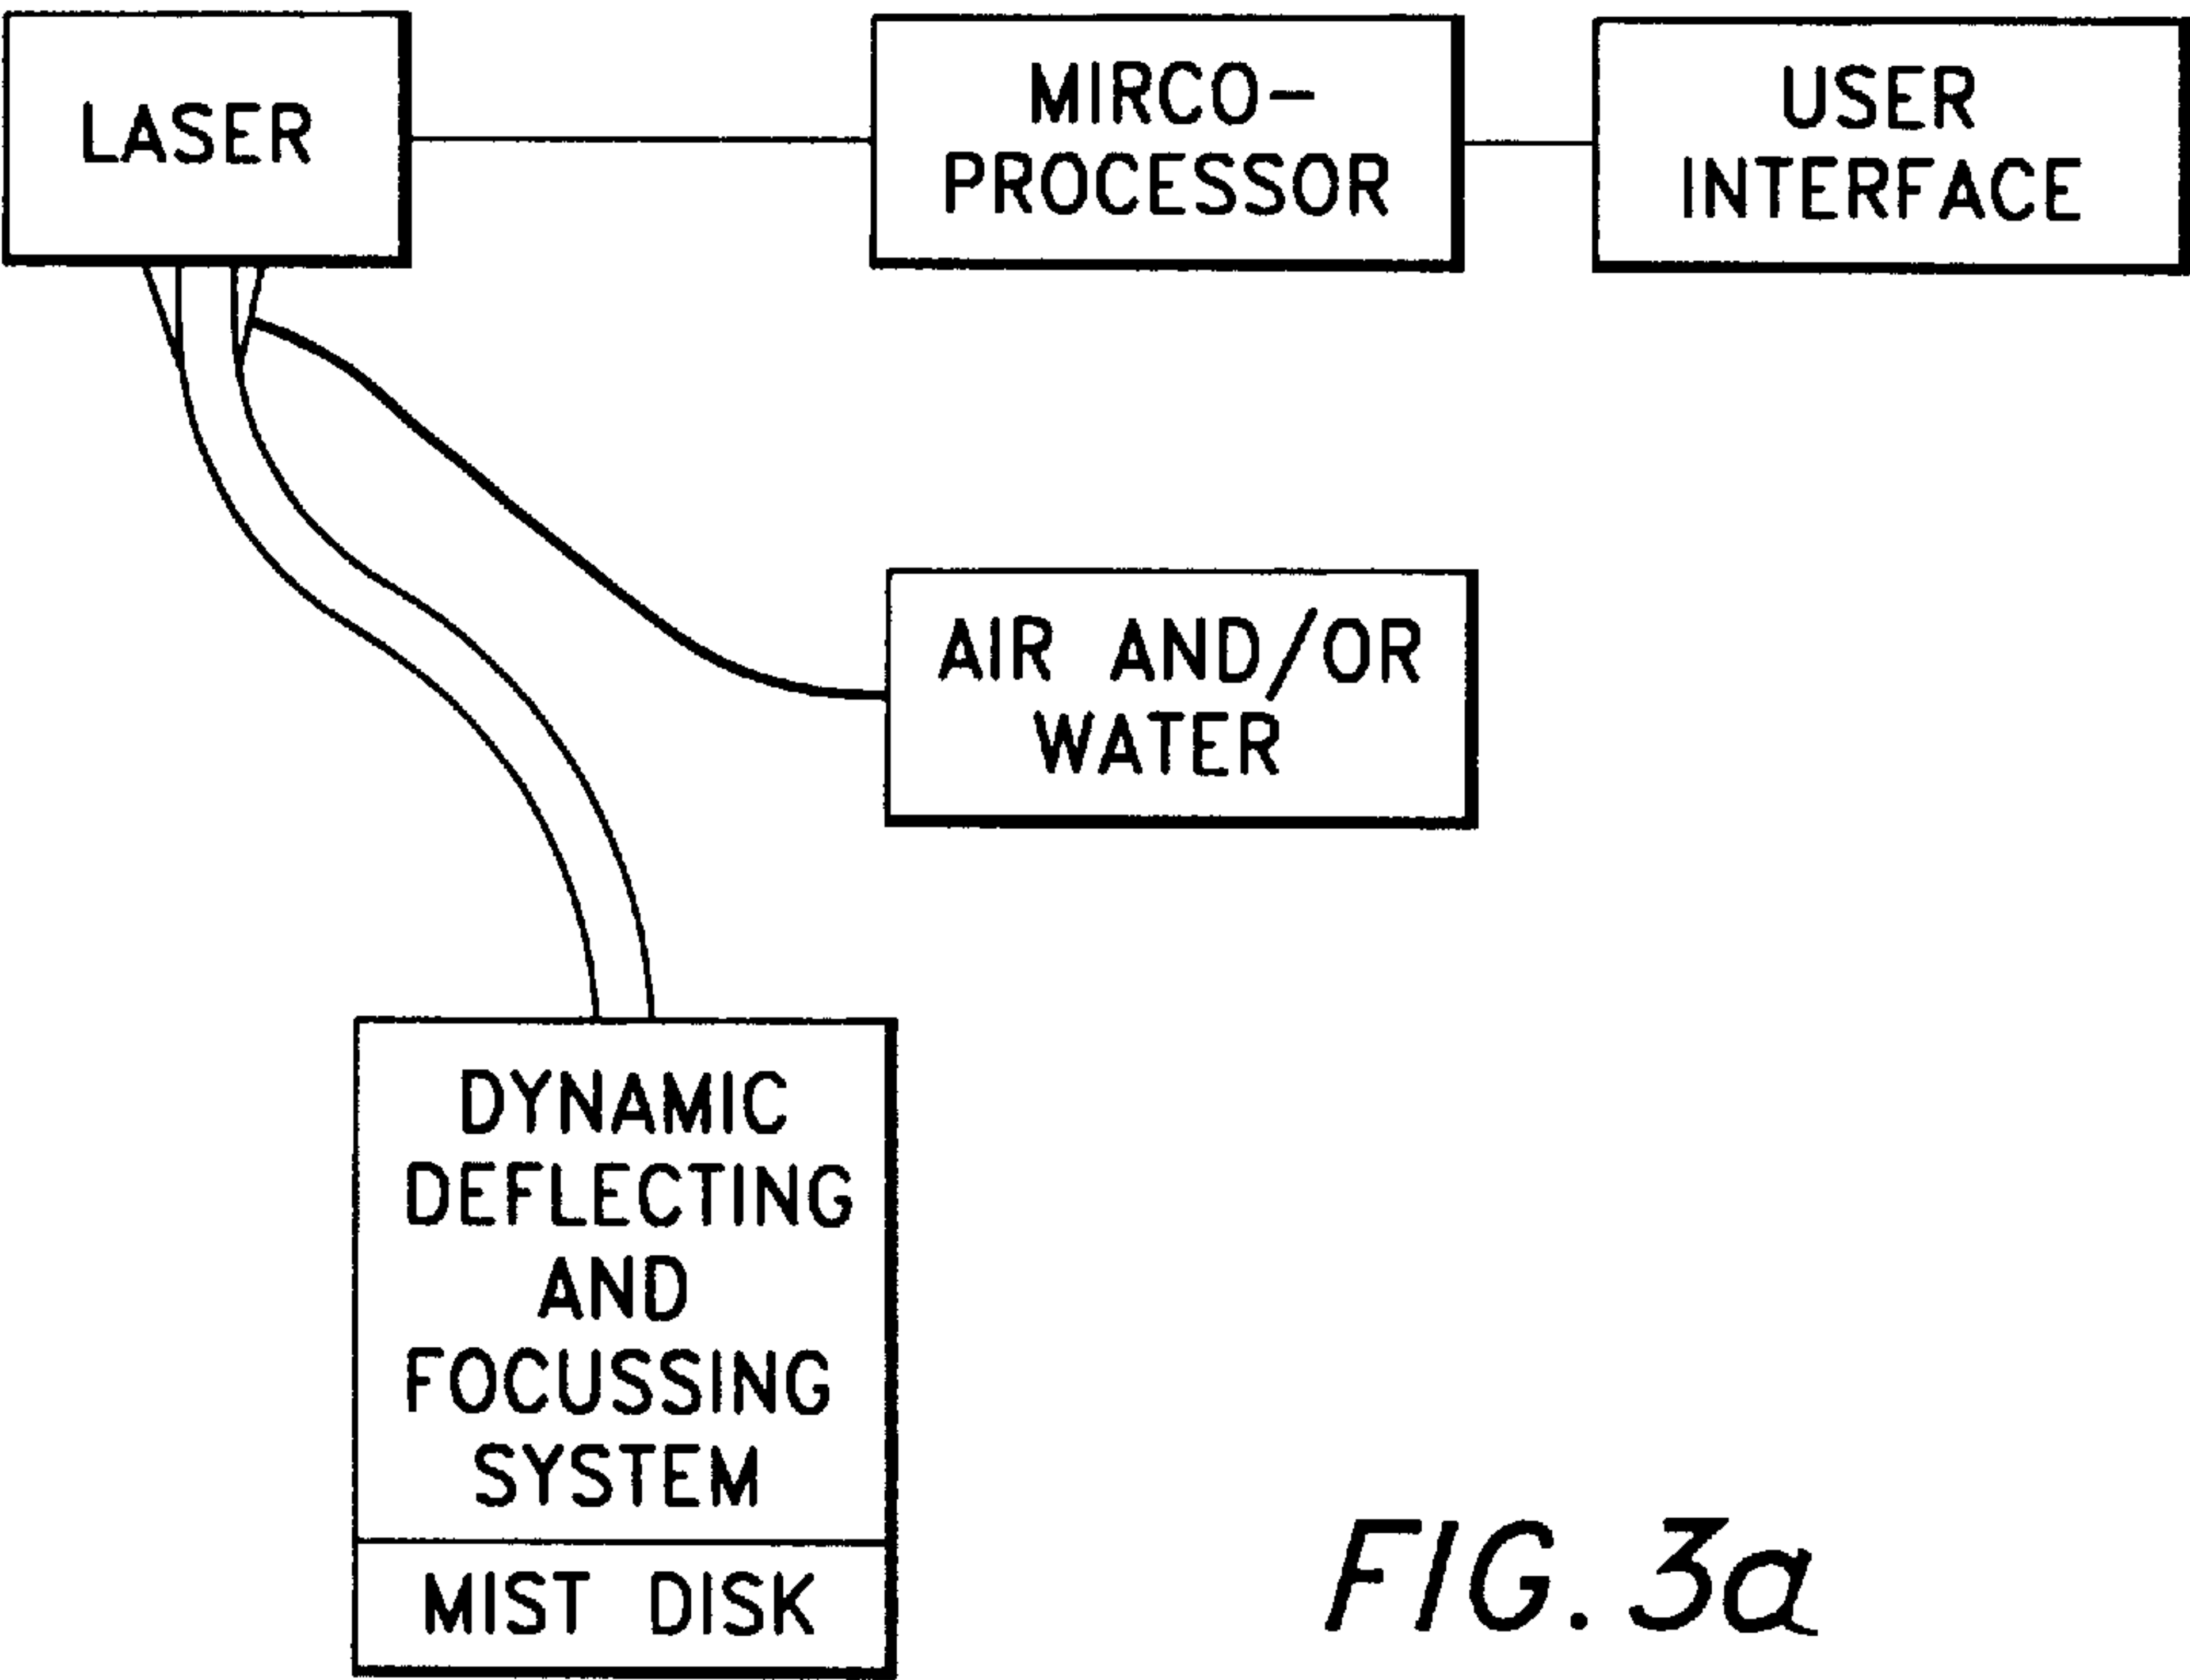 LASER
MIRCO-
PROCESSOR
USER
INTERFACE
AIR AND/OR
WATER
DYNAMIC
DEFLECTING
AND
FOCUSSING
SYSTEM
MIST DISK
FIG. 3a